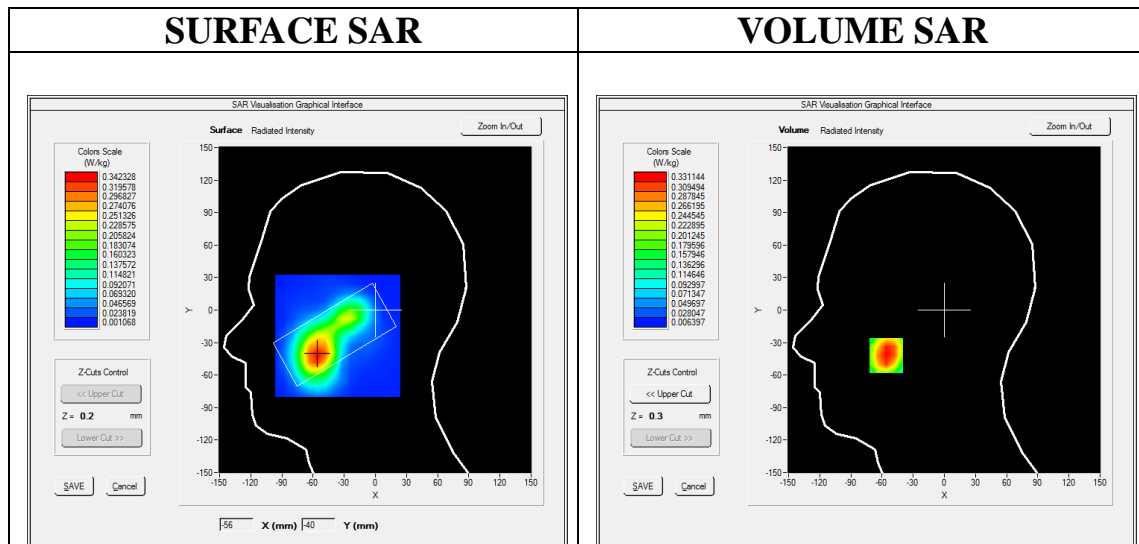 SURFACE SAR
VOLUME SAR
SAR Visualisation Graphical Interface
Surface Radiated Intensity
Zoom In/Out
Colors Scale
(W/kg)
0.342328
0.319578
0.296827
0.274076
0.251326
0.228575
0.205824
0.183074
0.160323
0.137572
0.114821
0.092071
0.069320
0.046569
0.023819
0.001068
Z-Cuts Control
<< Upper Cut
Z = 0.2 mm
Lower Cut >>
SAVE Cancel
150
120
90
60
30
0
-30
-60
-90
-120
-150
Y
-150 -120 -90 -60 -30 0 30 60 90 120 150
X
-56 X (mm) -40 Y (mm)
SAR Visualisation Graphical Interface
Volume Radiated Intensity
Zoom In/Out
Colors Scale
(W/kg)
0.331144
0.309494
0.287845
0.266195
0.244545
0.222895
0.201245
0.179596
0.157946
0.136296
0.114646
0.092997
0.071347
0.049697
0.028047
0.006397
Z-Cuts Control
<< Upper Cut
Z = 0.3 mm
Lower Cut >>
SAVE Cancel
150
120
90
60
30
0
-30
-60
-90
-120
-150
Y
-150 -120 -90 -60 -30 0 30 60 90 120 150
X